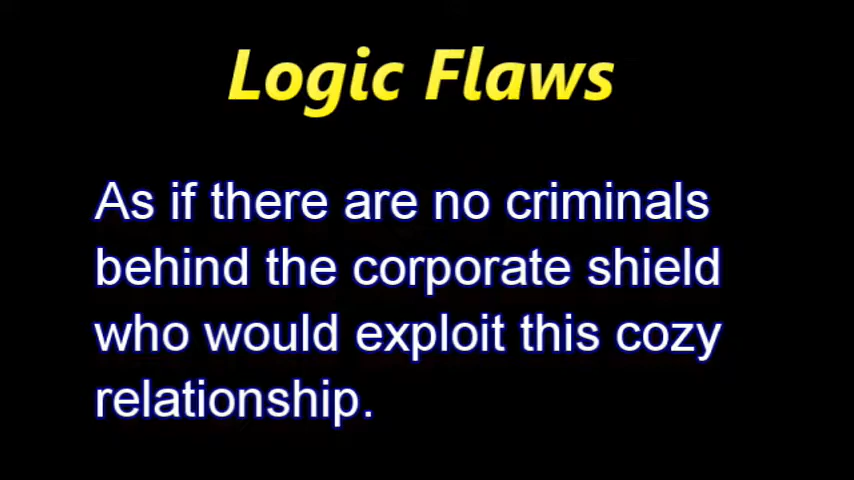 Logic Flaws
As if there are no criminals
behind the corporate shield
who would exploit this cozy
relationship.